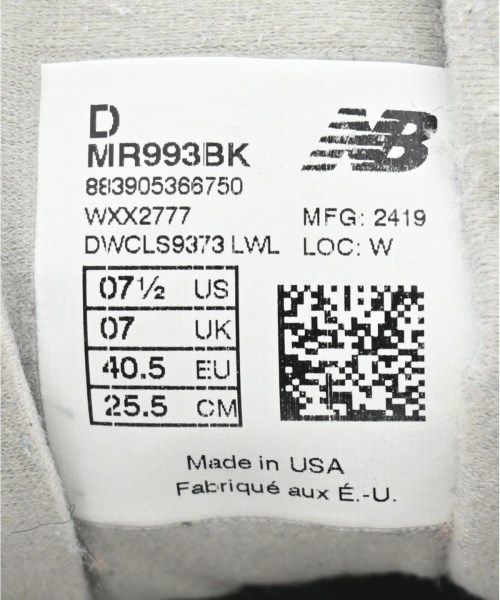 D
MR993BK
NB
883905366750
WXX2777
MFG: 2419
DWCLS9373 LWL
LOC: W
07½ US
07 UK
40.5 EU
25.5 CM
Made in USA
Fabriqué aux É.-U.